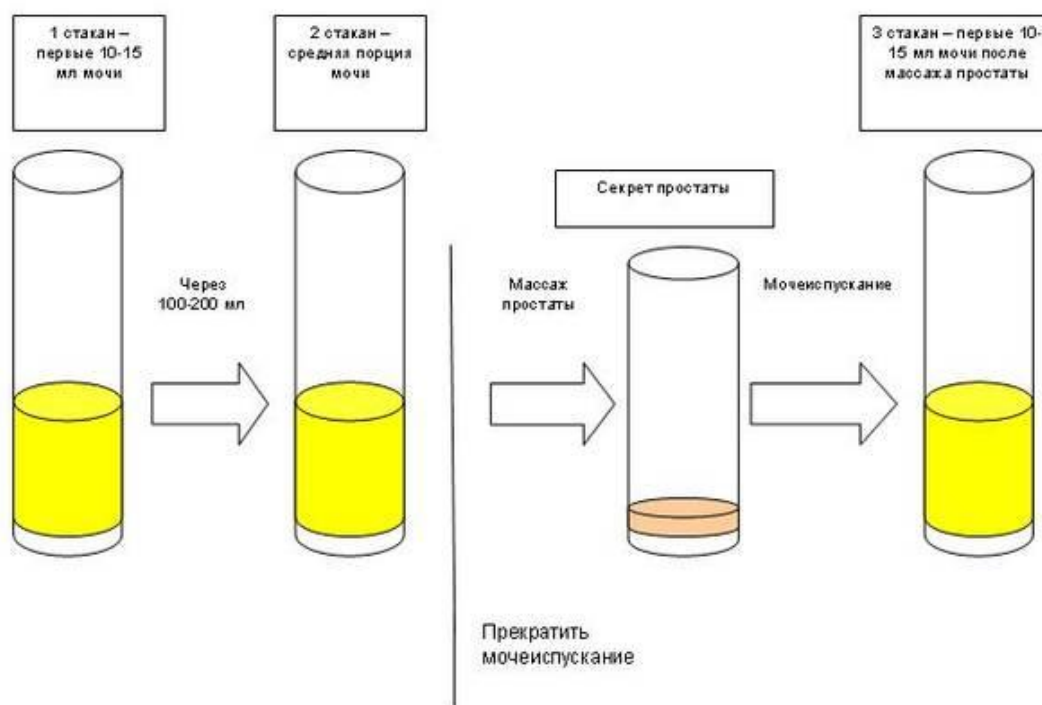 1 стакан –
первые 10-15
мл мочи
2 стакан –
средняя порция
мочи
3 стакан – первые 10-
15 мл мочи после
массажа простаты
Секрет простаты
Через
100-200 мл
Массаж
простаты
Мочеиспускание
Прекратить
мочеиспускание